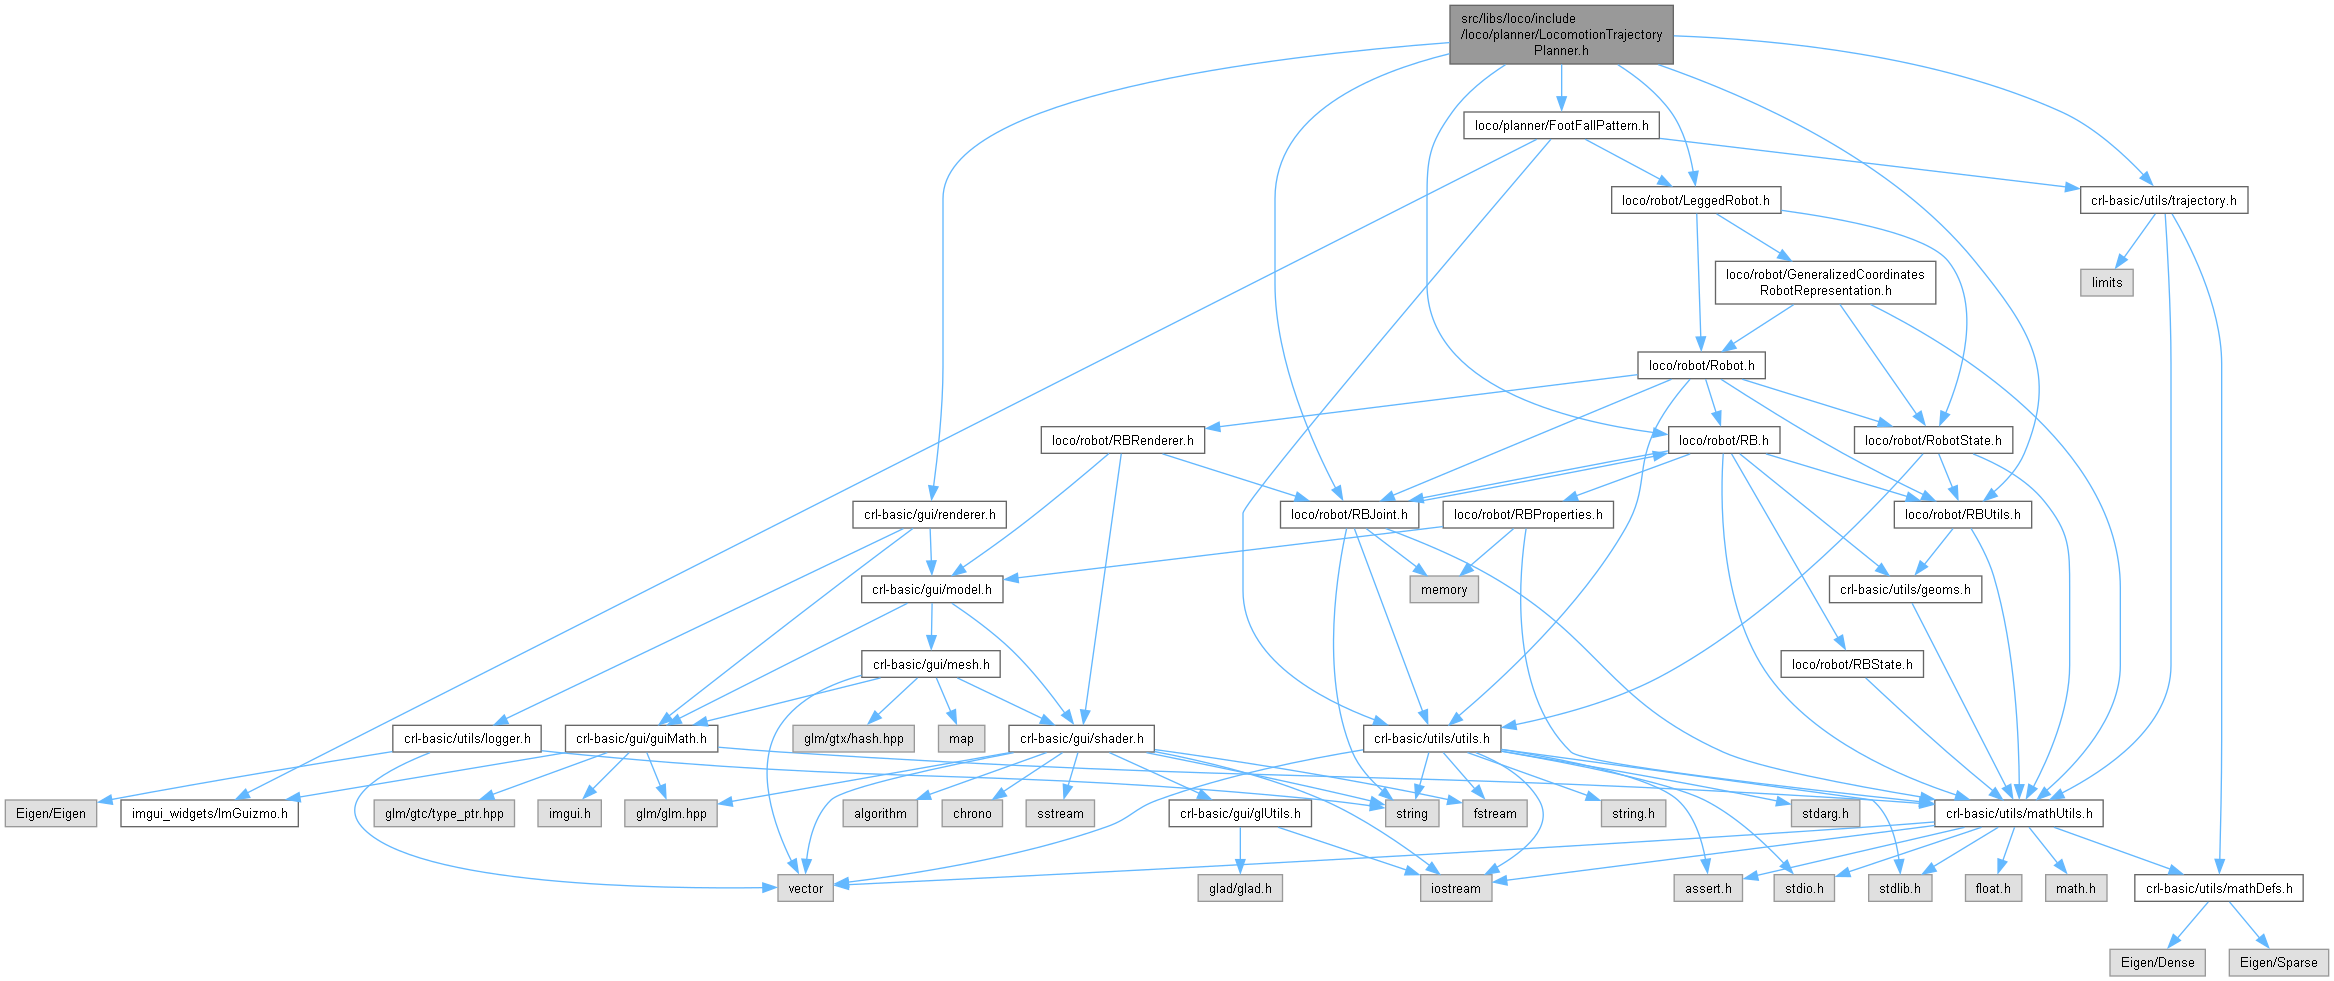 src/libs/loco/include
/loco/planner/LocomotionTrajectory
Planner.h
loco/planner/FootFallPattern.h
loco/robot/LeggedRobot.h
crl-basic/utils/trajectory.h
loco/robot/GeneralizedCoordinates
RobotRepresentation.h
limits
loco/robot/Robot.h
loco/robot/RBRenderer.h
loco/robot/RB.h
loco/robot/RobotState.h
crl-basic/gui/renderer.h
loco/robot/RBJoint.h
loco/robot/RBProperties.h
loco/robot/RBUtils.h
crl-basic/gui/model.h
memory
crl-basic/utils/geoms.h
crl-basic/gui/mesh.h
loco/robot/RBState.h
crl-basic/utils/logger.h
crl-basic/gui/guiMath.h
glm/gtx/hash.hpp
map
crl-basic/gui/shader.h
crl-basic/utils/utils.h
Eigen/Eigen
imgui_widgets/ImGuizmo.h
glm/gtc/type_ptr.hpp
imgui.h
glm/glm.hpp
algorithm
chrono
sstream
crl-basic/gui/glUtils.h
string
fstream
string.h
stdarg.h
crl-basic/utils/mathUtils.h
vector
glad/glad.h
iostream
assert.h
stdio.h
stdlib.h
float.h
math.h
crl-basic/utils/mathDefs.h
Eigen/Dense
Eigen/Sparse